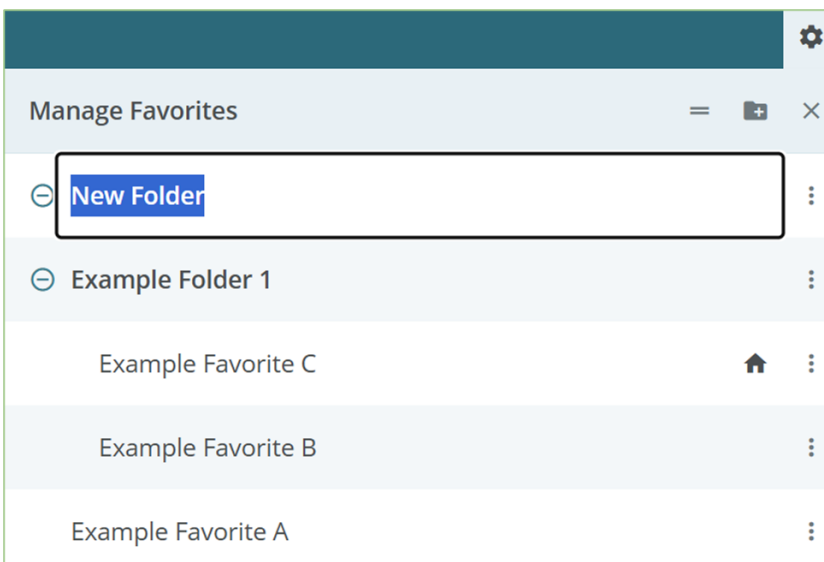 Manage Favorites
New Folder
Example Folder 1
Example Favorite C
Example Favorite B
Example Favorite A